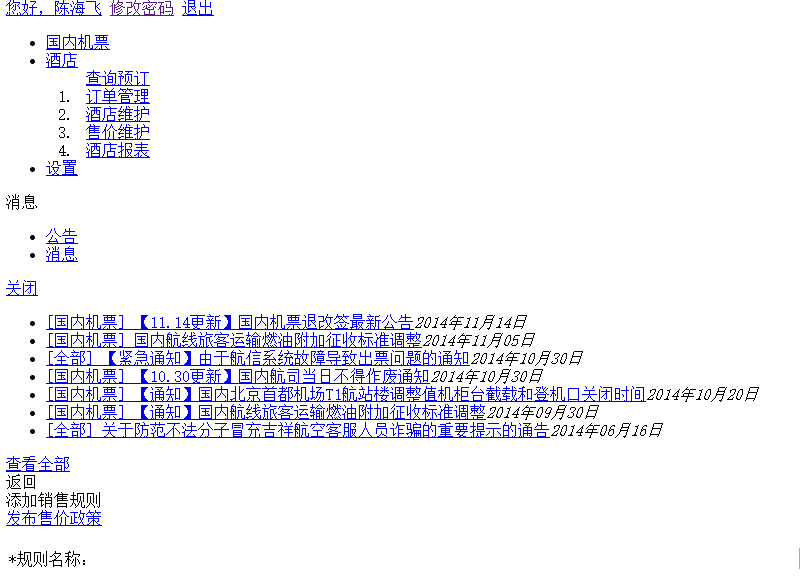 您好，陈海飞 修改密码 退出
国内机票
酒店
查询预订
1. 订单管理
2. 酒店维护
3. 售价维护
4. 酒店报表
设置
消息
公告
消息
关闭
[国内机票] 【11.14更新】国内机票退改签最新公告2014年11月14日
[国内机票] 国内航线旅客运输燃油附加征收标准调整2014年11月05日
[全部] 【紧急通知】由于航信系统故障导致出票问题的通知2014年10月30日
[国内机票] 【10.30更新】国内航司当日不得作废通知2014年10月30日
[国内机票] 【通知】国内北京首都机场T1航站楼调整值机柜台截载和登机口关闭时间2014年10月20日
[国内机票] 【通知】国内航线旅客运输燃油附加征收标准调整2014年09月30日
[全部] 关于防范不法分子冒充吉祥航空客服人员诈骗的重要提示的通告2014年06月16日
查看全部
返回
添加销售规则
发布售价政策
*规则名称: